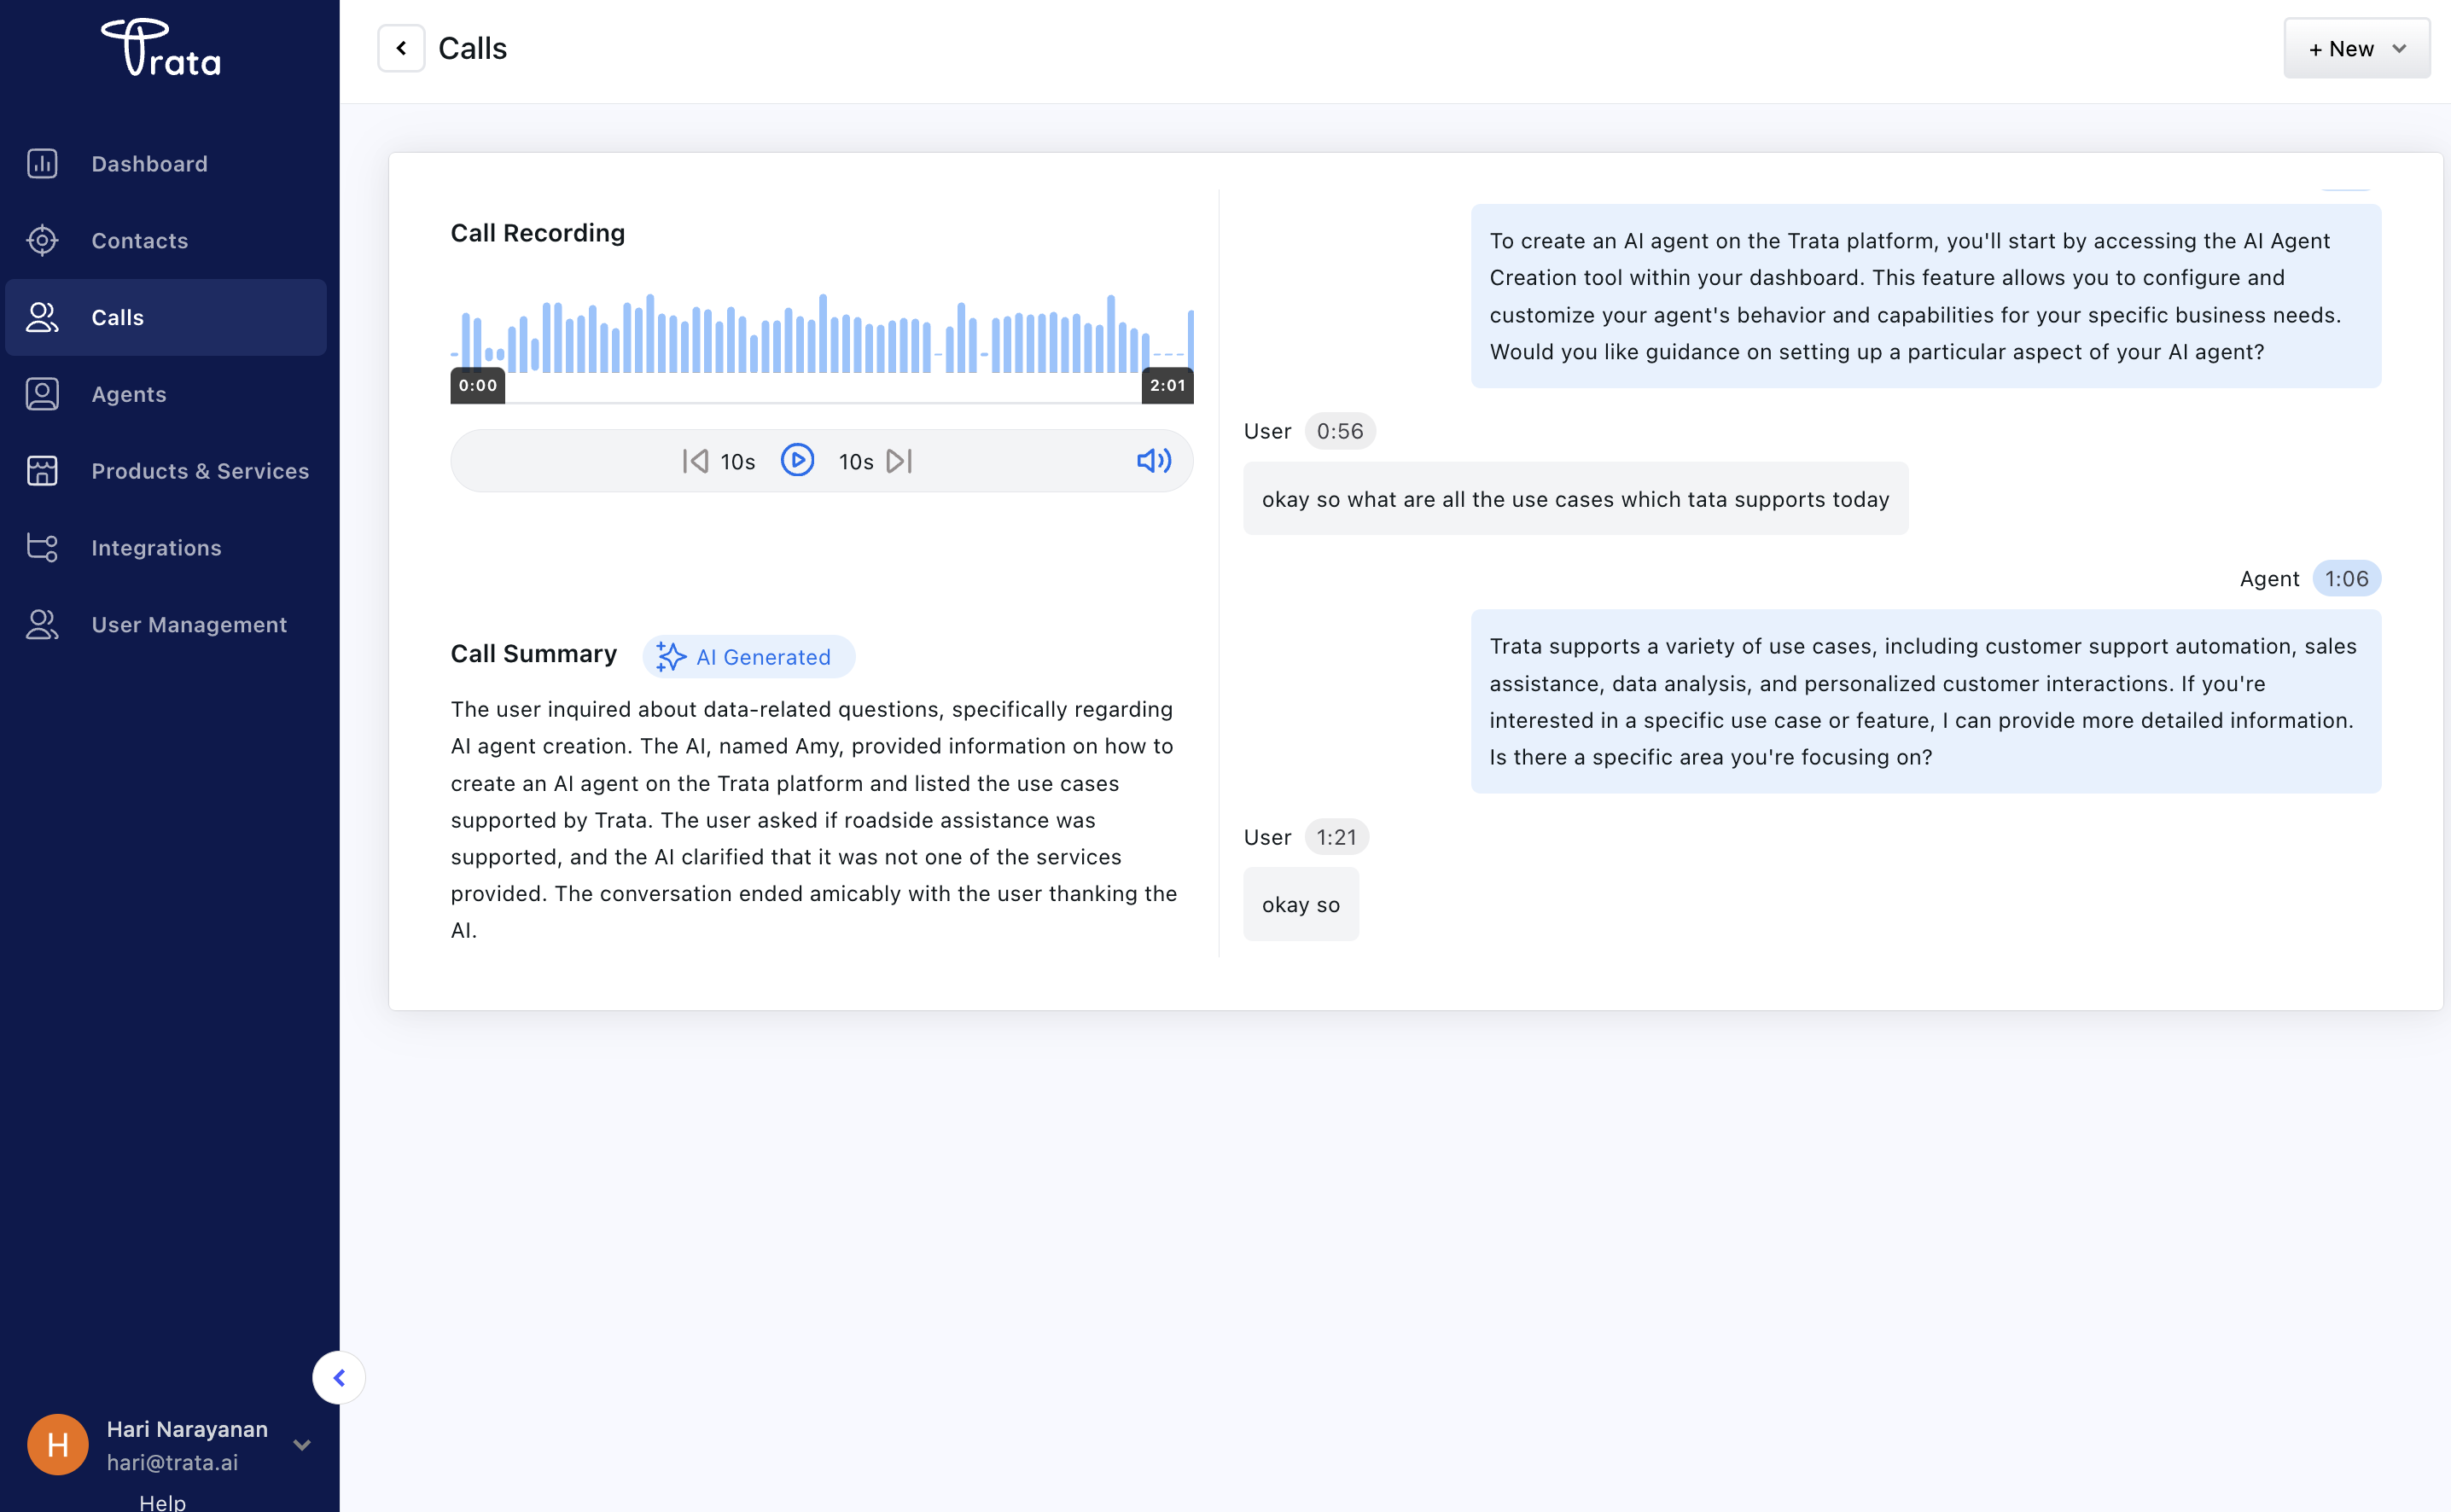 Trata
Dashboard
Contacts
Calls
Agents
Products & Services
Integrations
User Management
Hari Narayanan
hari@trata.ai
H
Help
Calls
+ New
Call Recording
0:00
2:01
10s
10s
Call Summary
AI Generated
The user inquired about data-related questions, specifically regarding
AI agent creation. The AI, named Amy, provided information on how to
create an AI agent on the Trata platform and listed the use cases
supported by Trata. The user asked if roadside assistance was
supported, and the AI clarified that it was not one of the services
provided. The conversation ended amicably with the user thanking the
AI.
To create an AI agent on the Trata platform, you'll start by accessing the AI Agent
Creation tool within your dashboard. This feature allows you to configure and
customize your agent's behavior and capabilities for your specific business needs.
Would you like guidance on setting up a particular aspect of your AI agent?
User 0:56
okay so what are all the use cases which tata supports today
Agent 1:06
Trata supports a variety of use cases, including customer support automation, sales
assistance, data analysis, and personalized customer interactions. If you're
interested in a specific use case or feature, I can provide more detailed information.
Is there a specific area you're focusing on?
User 1:21
okay so